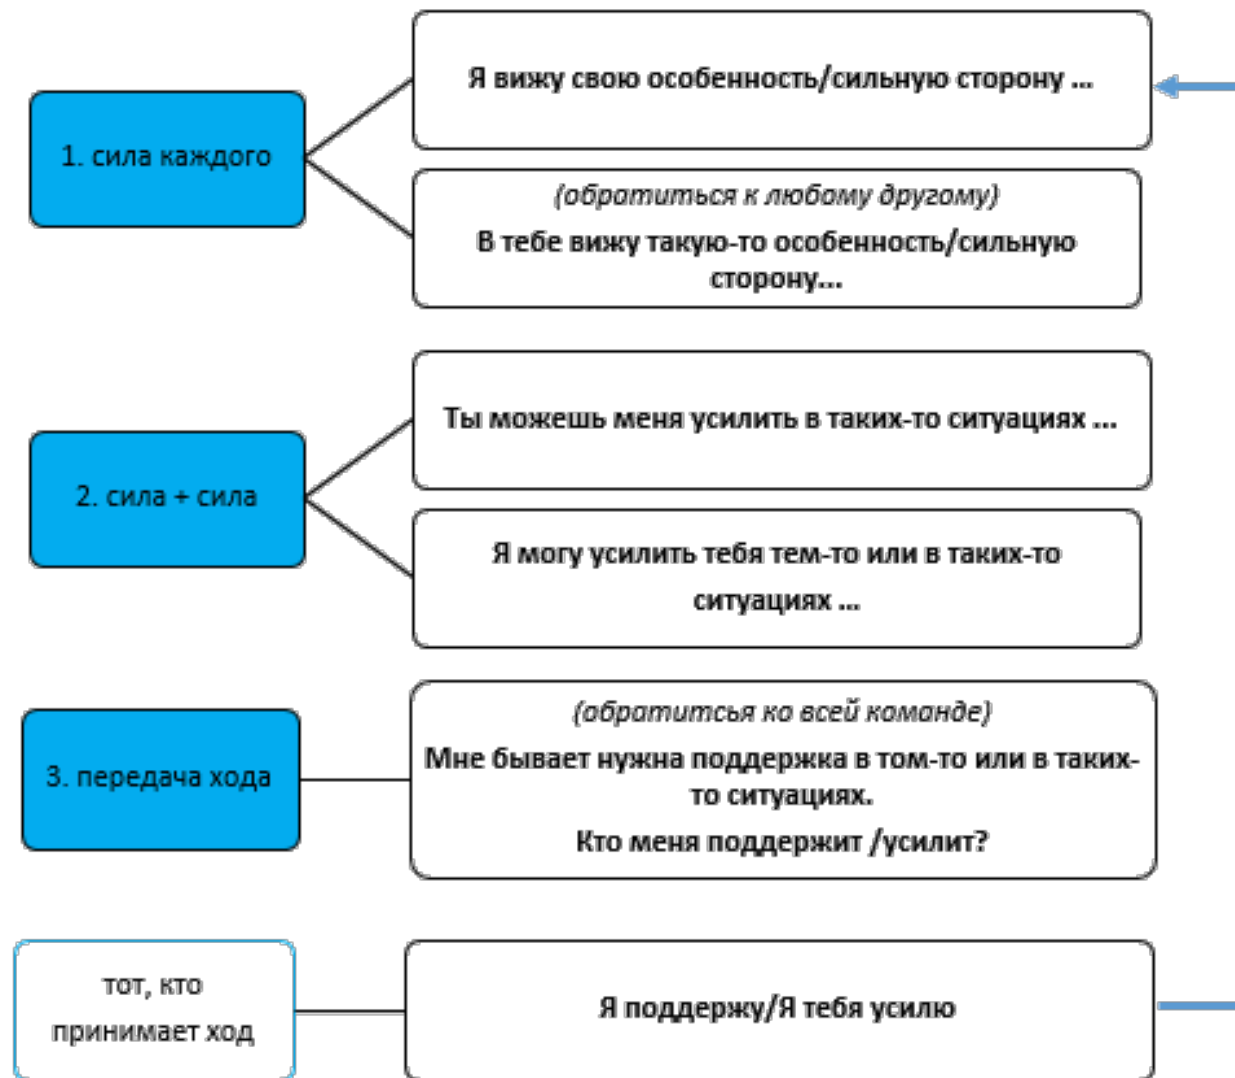 Я вижу свою особенность/сильную сторону ...
1. сила каждого
(обратиться к любому другому)
В тебе вижу такую-то особенность/сильную
сторону...
Ты можешь меня усилить в таких-то ситуациях ...
2. сила + сила
Я могу усилить тебя тем-то или в таких-то
ситуациях ...
(обратитсья ко всей команде)
Мне бывает нужна поддержка в том-то или в таких-
то ситуациях.
3. передача хода
Кто меня поддержит /усилит?
тот, кто
принимает ход
Я поддержу/Я тебя усилю